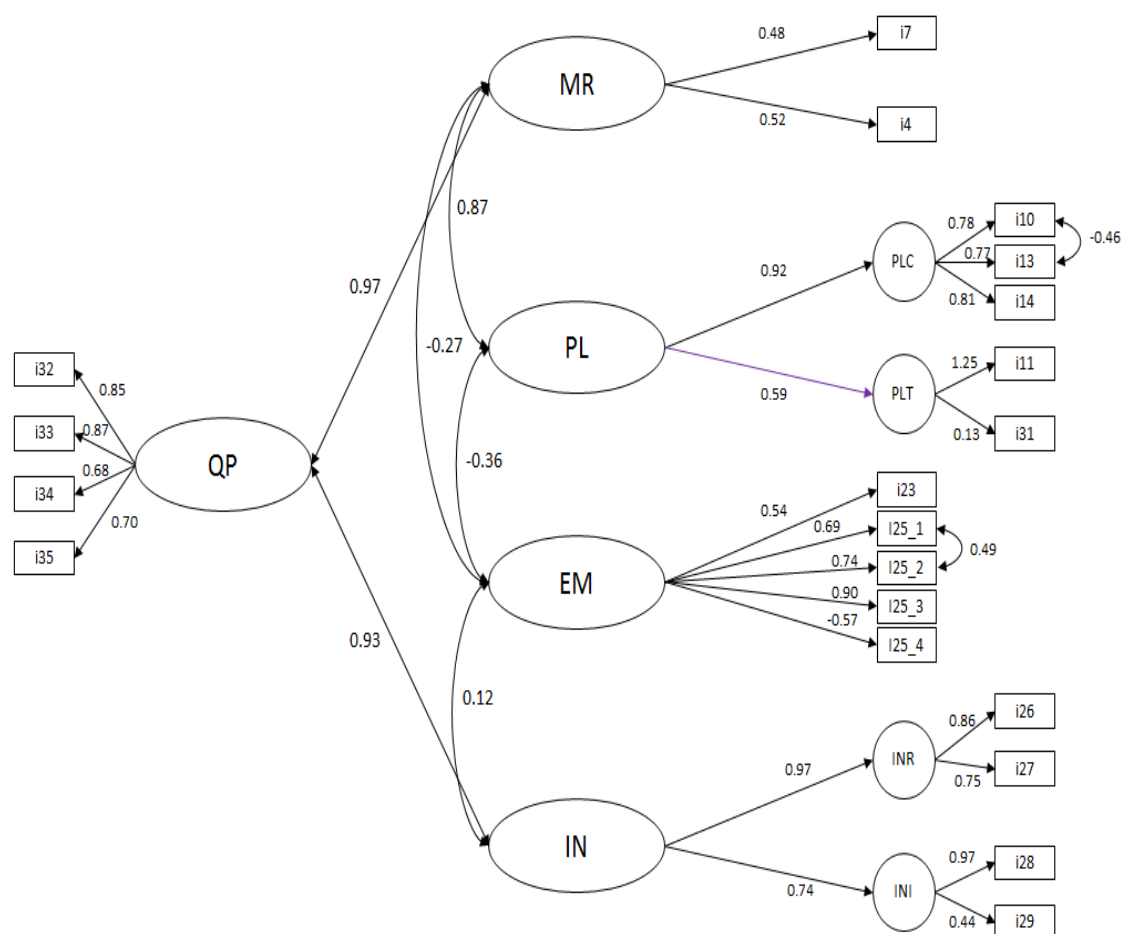 MR
0.48
i7
0.52
i4
0.87
0.97
-0.27
PL
0.92
PLC
0.78
i10
-0.46
0.77
i13
0.81
i14
0.59
PLT
1.25
i11
0.13
i31
i32
0.85
i33
0.87
QP
i34
0.68
i35
0.70
-0.36
EM
0.54
i23
0.69
I25_1
0.49
0.74
I25_2
0.90
I25_3
-0.57
I25_4
0.93
0.12
IN
0.97
INR
0.86
i26
0.75
i27
0.74
INI
0.97
i28
0.44
i29